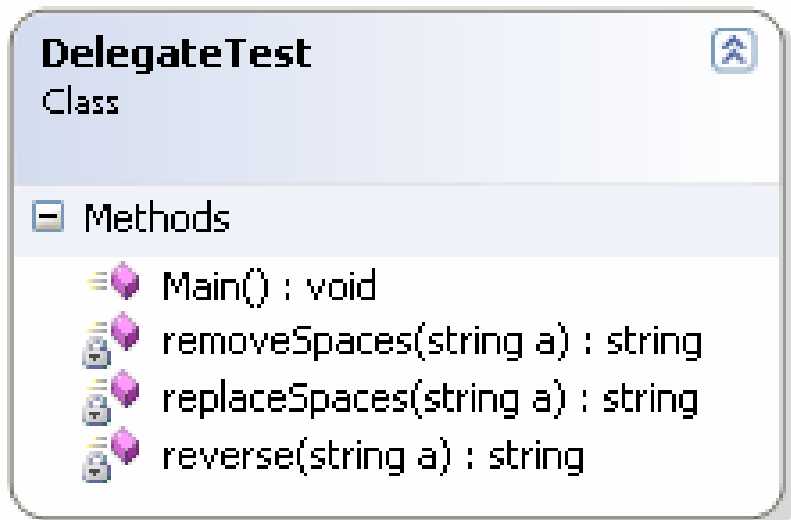 DelegateTest
Class
Methods
Main() : void
removeSpaces(string a) : string
replaceSpaces(string a) : string
reverse(string a) : string